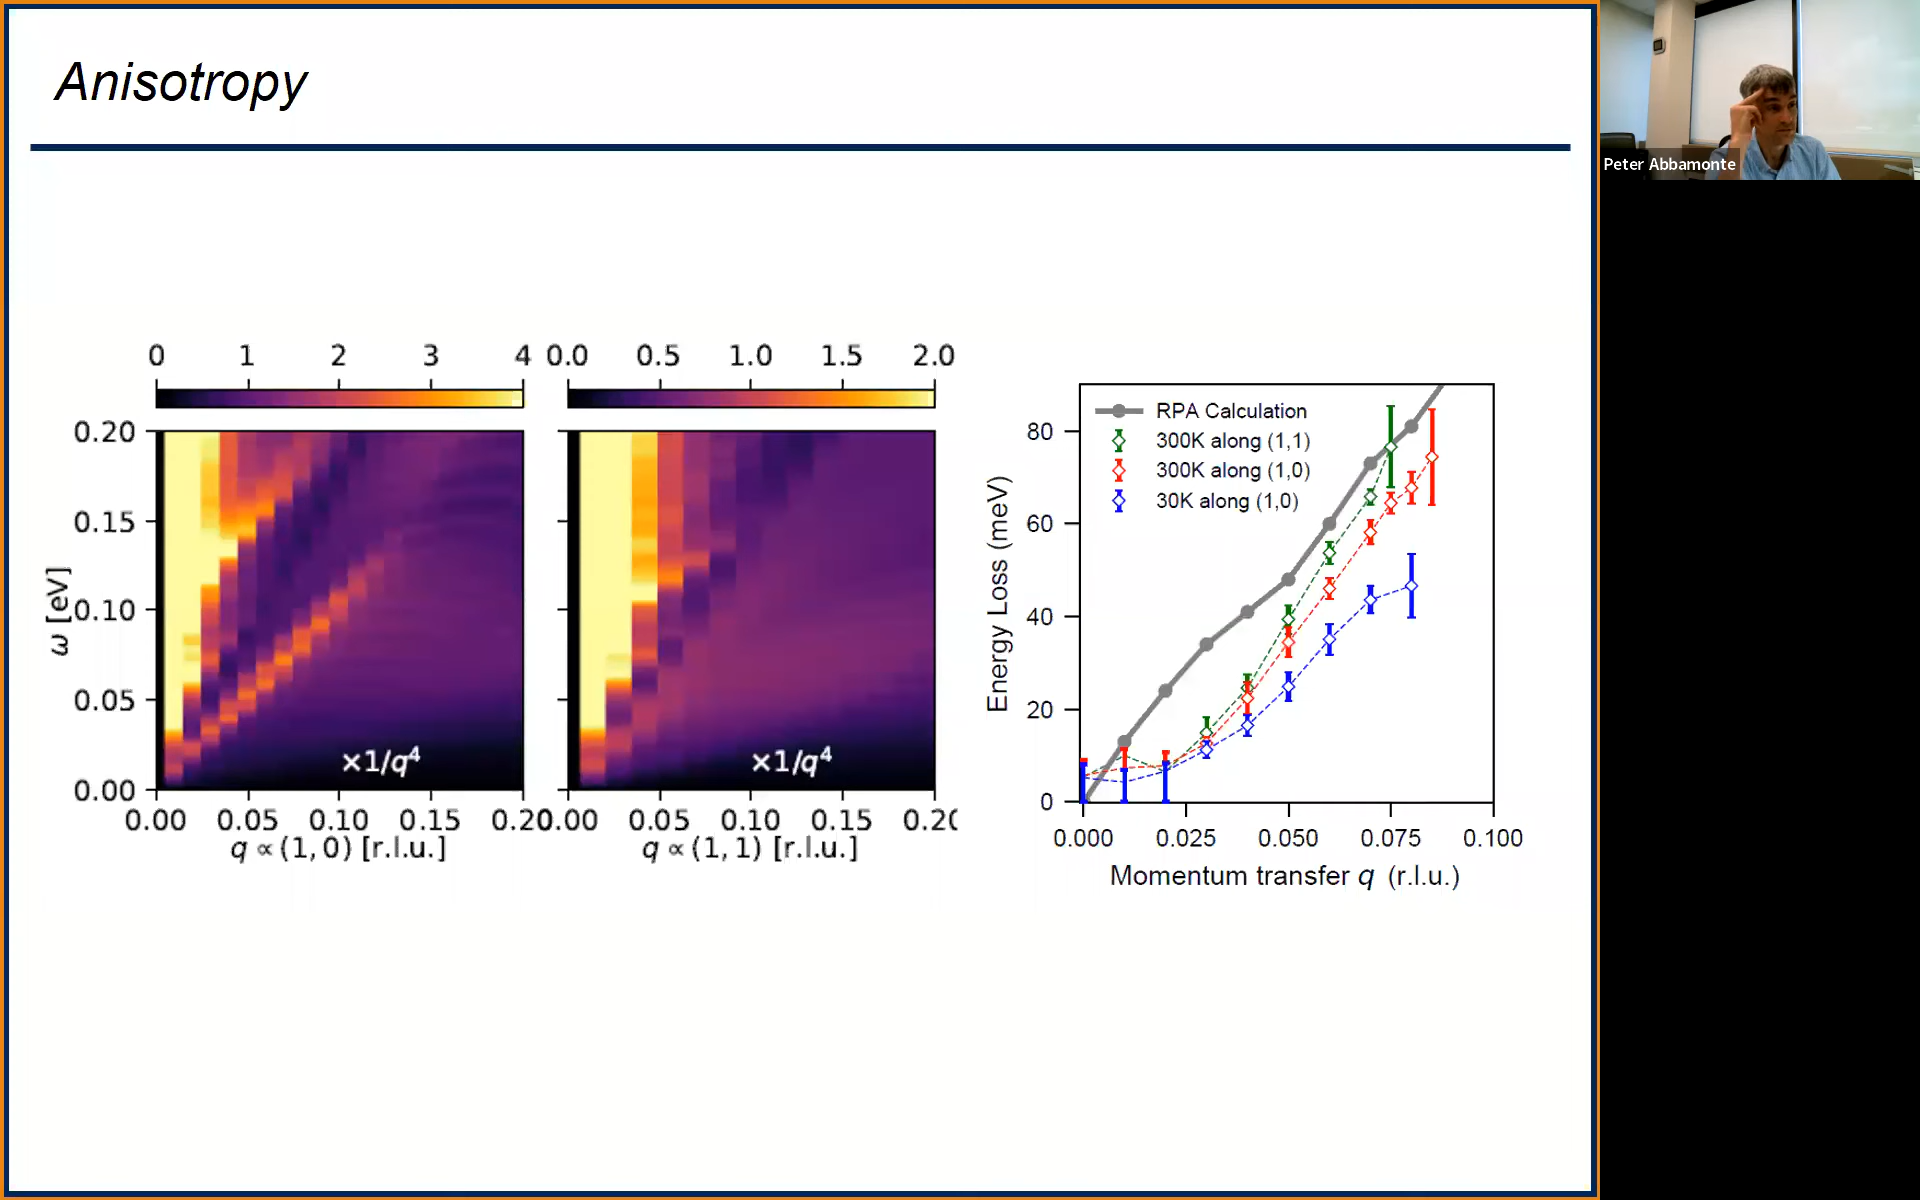 Anisotropy
Peter Abbamonte
0 1 2 3 4
0.20
0.15
0.10
0.05
0.00
ω [eV]
×1/q⁴
0.00 0.05 0.10 0.15 0.20
q ∝ (1, 0) [r.l.u.]
0.0 0.5 1.0 1.5 2.0
×1/q⁴
0.05 0.10 0.15
q ∝ (1, 1) [r.l.u.]
RPA Calculation
300K along (1,1)
300K along (1,0)
30K along (1,0)
80
60
40
20
0
Energy Loss (meV)
0.000 0.025 0.050 0.075 0.100
Momentum transfer q (r.l.u.)